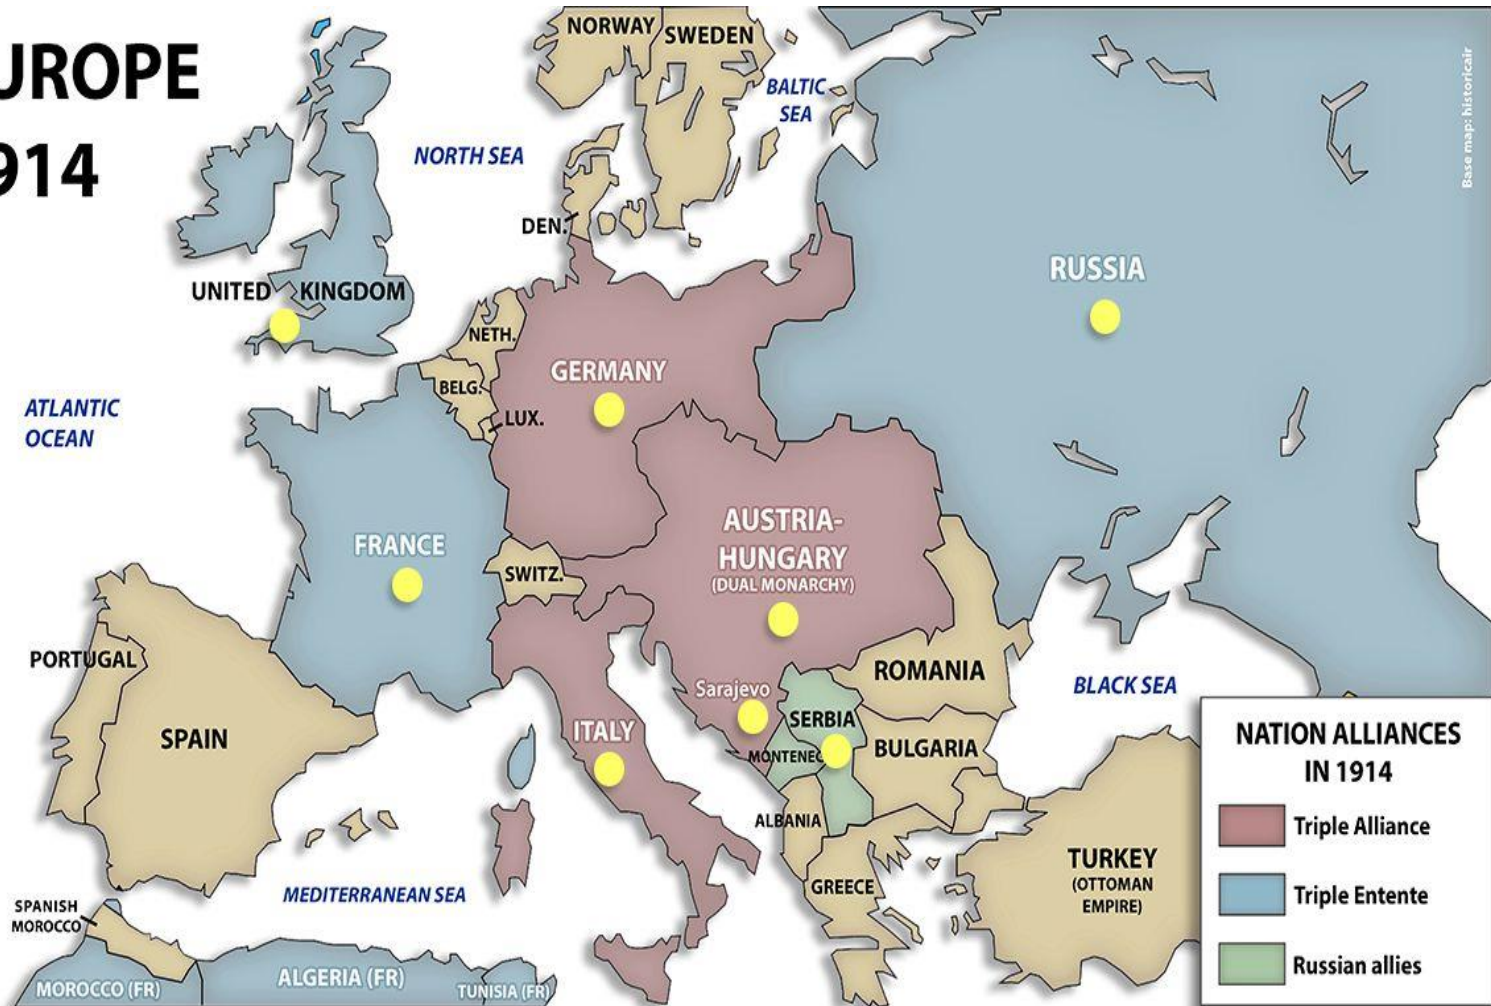 UROPE
914
NORWAY
SWEDEN
BALTIC
SEA
NORTH SEA
DEN.
Base map: historicair
RUSSIA
UNITED KINGDOM
NETH.
GERMANY
BELG.
LUX.
ATLANTIC
OCEAN
FRANCE
AUSTRIA-
HUNGARY
(DUAL MONARCHY)
SWITZ.
PORTUGAL
SPAIN
ROMANIA
BLACK SEA
Sarajevo
SERBIA
ITALY
MONTENEG
BULGARIA
ALBANIA
TURKEY
(OTTOMAN
EMPIRE)
GREECE
MEDITERRANEAN SEA
SPANISH
MOROCCO
MOROCCO (FR)
ALGERIA (FR)
TUNISIA (FR)
NATION ALLIANCES
IN 1914
Triple Alliance
Triple Entente
Russian allies